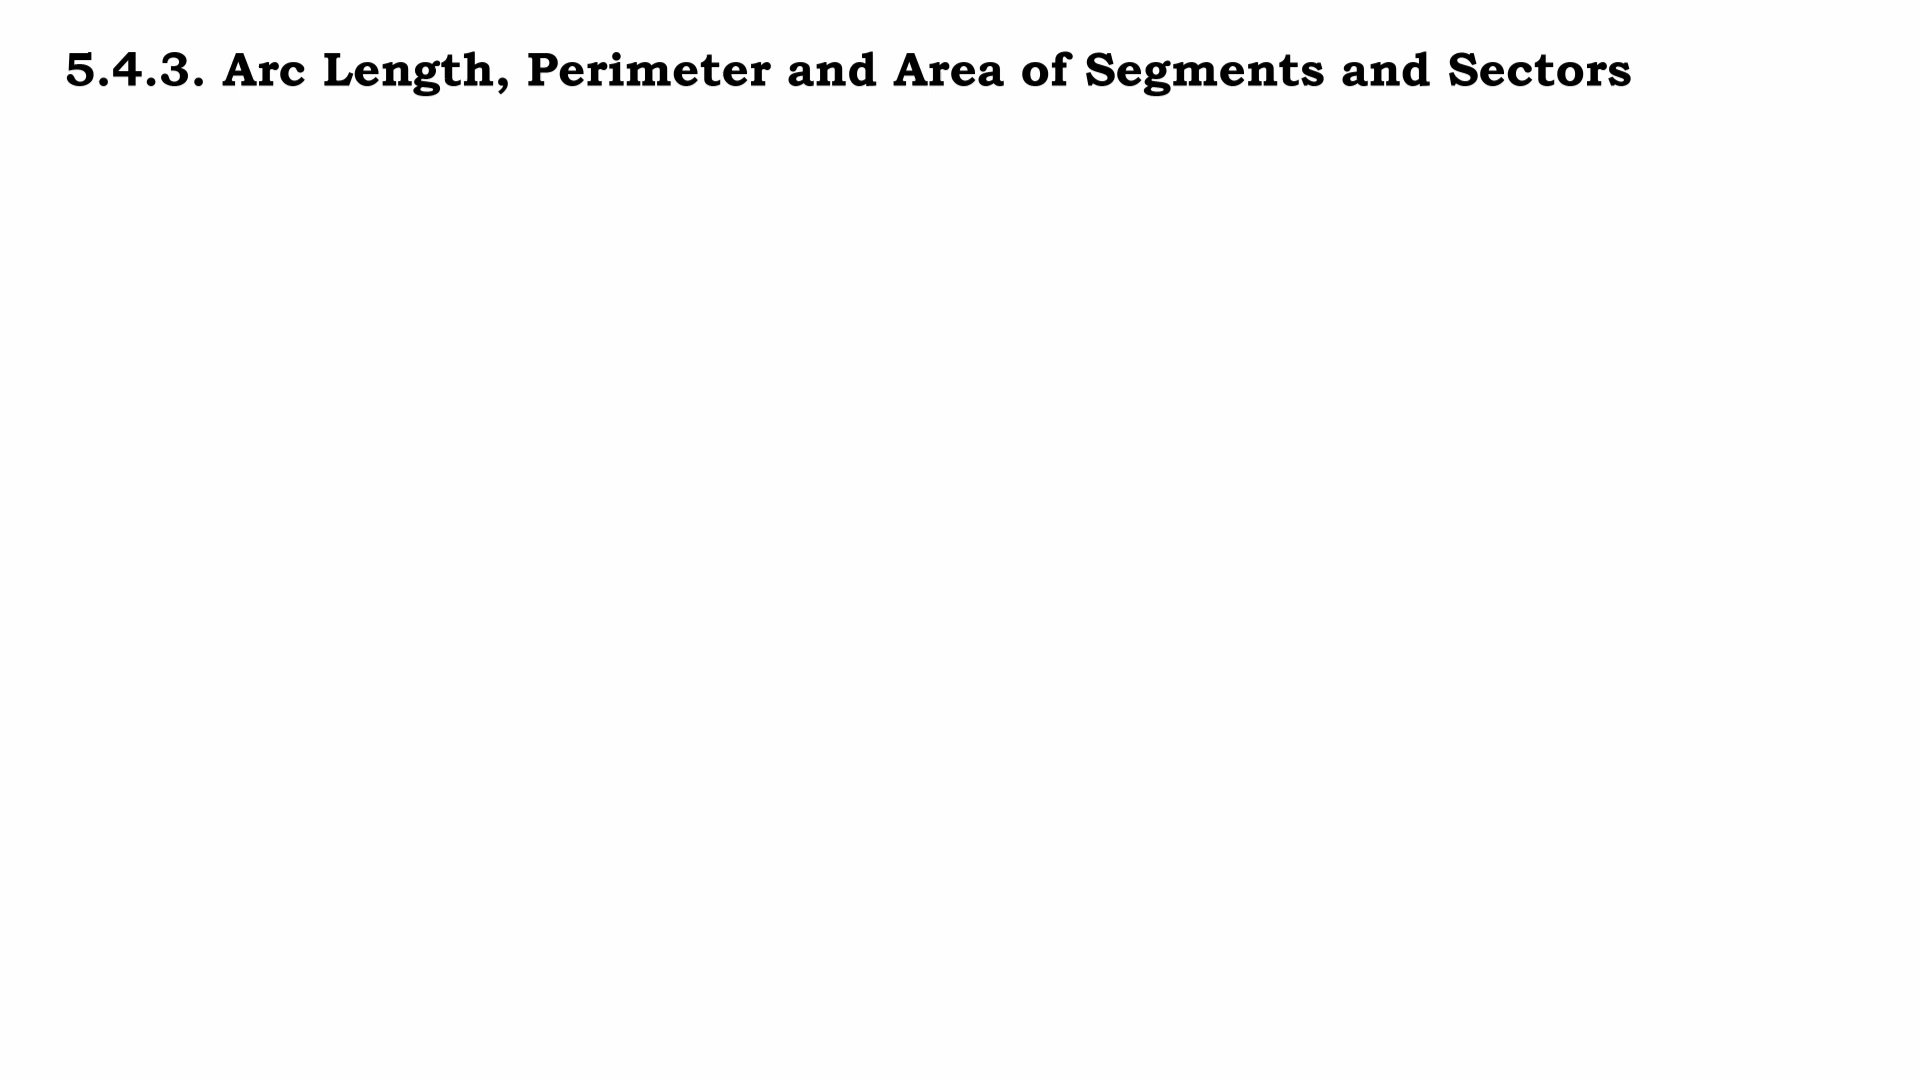 5.4.3. Arc Length, Perimeter and Area of Segments and Sectors